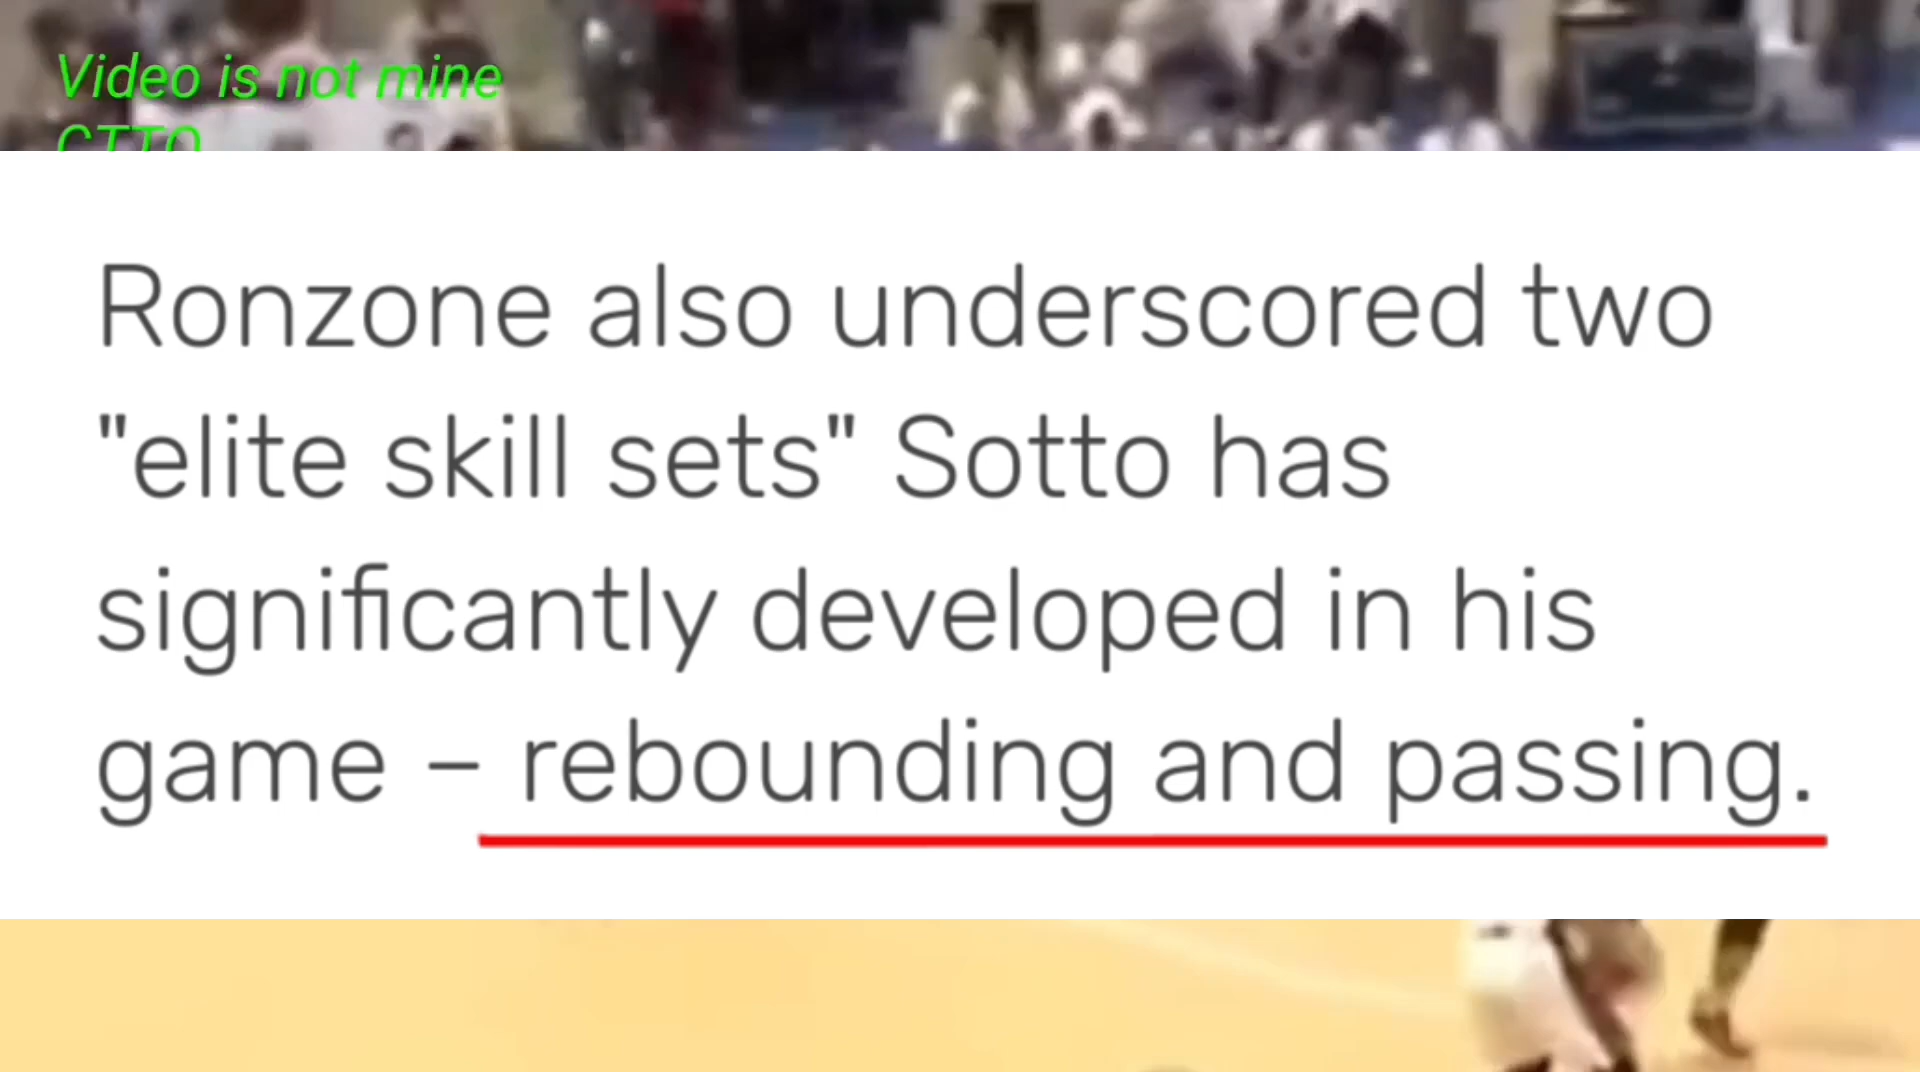 Video is not mine
CTTO
Ronzone also underscored two
"elite skill sets" Sotto has
significantly developed in his
game – rebounding and passing.